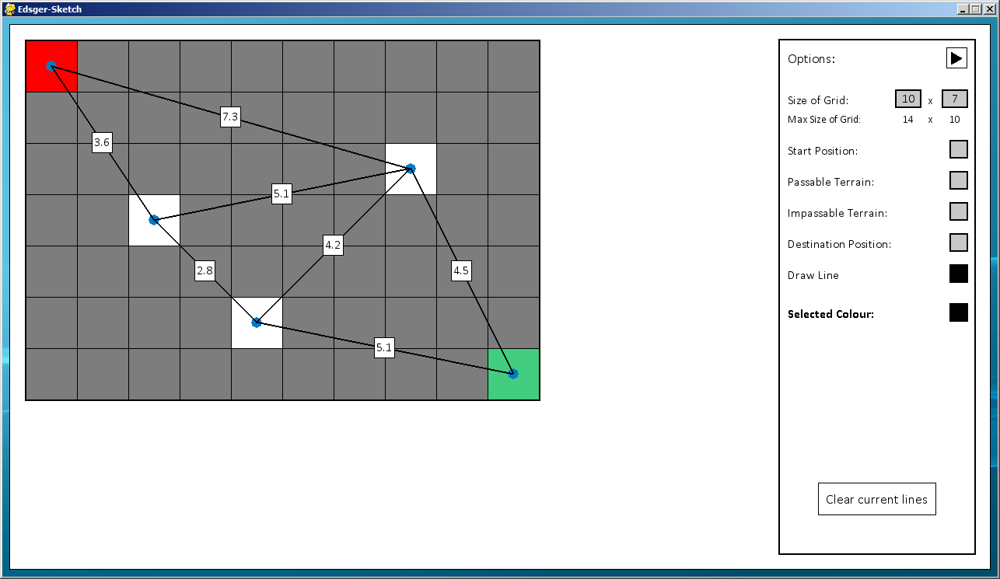 Edsger-Sketch
Options:
7.3
3.6
Size of Grid: 10 x 7
Max Size of Grid: 14 x 10
Start Position:
Passable Terrain:
5.1
Impassable Terrain:
4.2
Destination Position:
2.8
4.5
Draw Line
Selected Colour:
5.1
Clear current lines